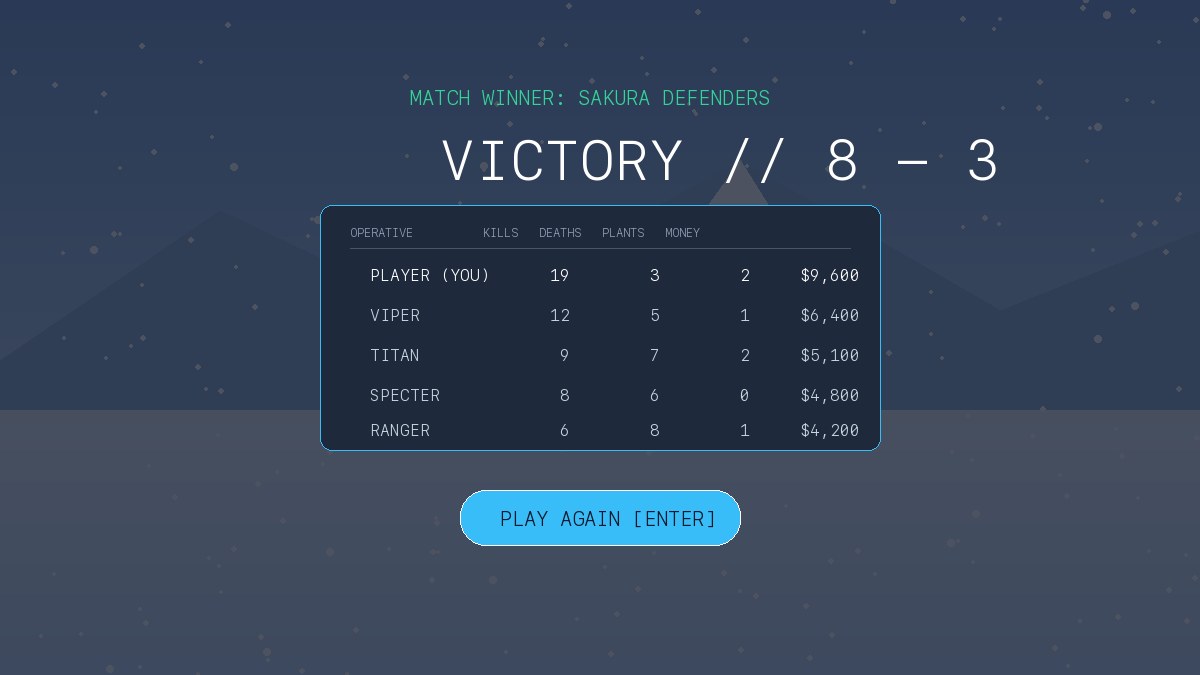 MATCH WINNER: SAKURA DEFENDERS
VICTORY // 8 — 3
OPERATIVE KILLS DEATHS PLANTS MONEY
PLAYER (YOU) 19 3 2 $9,600
VIPER 12 5 1 $6,400
TITAN 9 7 2 $5,100
SPECTER 8 6 0 $4,800
RANGER 6 8 1 $4,200
PLAY AGAIN [ENTER]